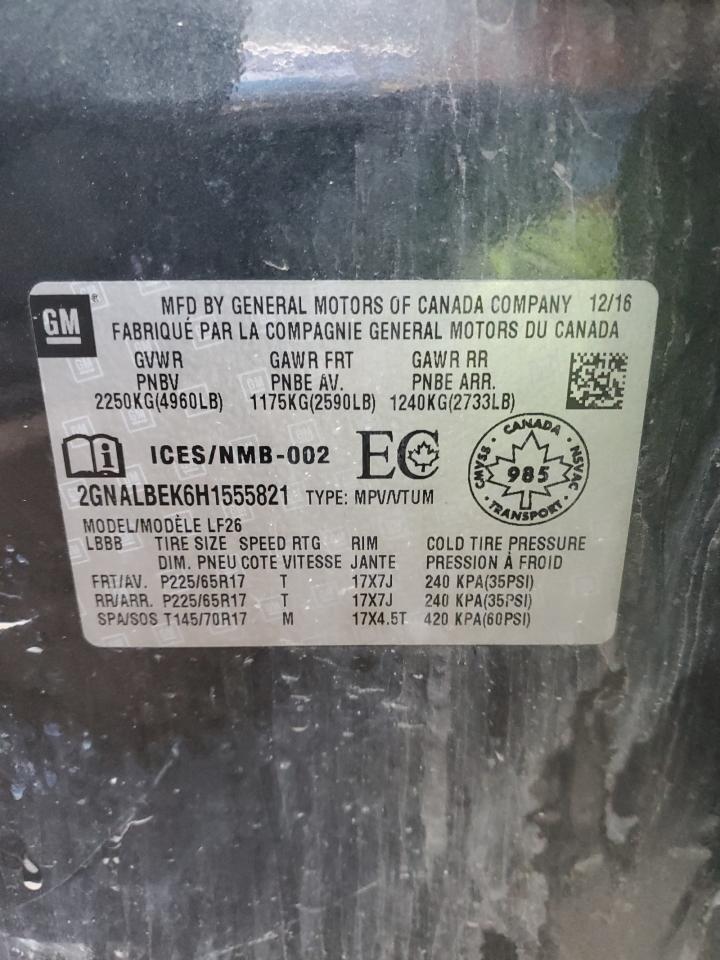 GM ® MFD BY GENERAL MOTORS OF CANADA COMPANY 12/16
FABRIQUÉ PAR LA COMPAGNIE GENERAL MOTORS DU CANADA
GVWR GAWR FRT GAWR RR
PNBV PNBE AV. PNBE ARR.
2250KG(4960LB) 1175KG(2590LB) 1240KG(2733LB)
i ICES/NMB-002 EC
CANADA
CMVSS 985 NSVAC
TRANSPORT
2GNALBEK6H1555821 TYPE: MPV/VTUM
MODEL/MODÈLE LF26
LBBB TIRE SIZE SPEED RTG RIM COLD TIRE PRESSURE
DIM. PNEU COTE VITESSE JANTE PRESSION À FROID
FRT/AV. P225/65R17 T 17X7J 240 KPA(35PSI)
RR/ARR. P225/65R17 T 17X7J 240 KPA(35PSI)
SPA/SOS T145/70R17 M 17X4.5T 420 KPA(60PSI)